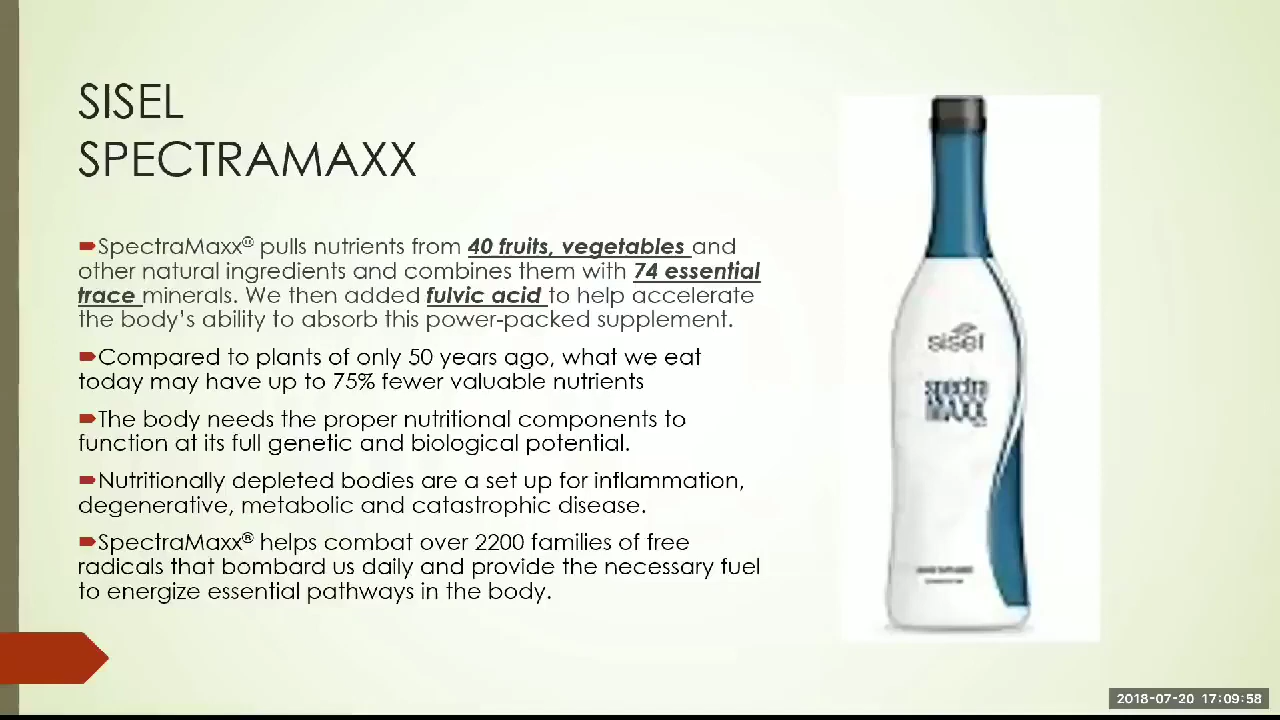 SISEL
SPECTRAMAXX
SpectraMaxx® pulls nutrients from 40 fruits, vegetables and
other natural ingredients and combines them with 74 essential
trace minerals. We then added fulvic acid to help accelerate
the body's ability to absorb this power-packed supplement.
Compared to plants of only 50 years ago, what we eat
today may have up to 75% fewer valuable nutrients
The body needs the proper nutritional components to
function at its full genetic and biological potential.
Nutritionally depleted bodies are a set up for inflammation,
degenerative, metabolic and catastrophic disease.
SpectraMaxx® helps combat over 2200 families of free
radicals that bombard us daily and provide the necessary fuel
to energize essential pathways in the body.
sisel
spectra
MAXX
2018-07-20 17:09:58